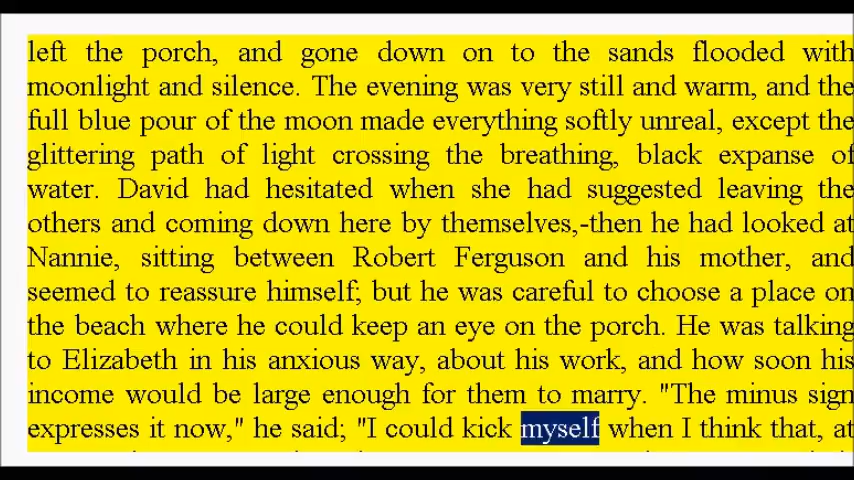 left the porch, and gone down on to the sands flooded with
moonlight and silence. The evening was very still and warm, and the
full blue pour of the moon made everything softly unreal, except the
glittering path of light crossing the breathing, black expanse of
water. David had hesitated when she had suggested leaving the
others and coming down here by themselves,-then he had looked at
Nannie, sitting between Robert Ferguson and his mother, and
seemed to reassure himself; but he was careful to choose a place on
the beach where he could keep an eye on the porch. He was talking
to Elizabeth in his anxious way, about his work, and how soon his
income would be large enough for them to marry. "The minus sign
expresses it now," he said; "I could kick myself when I think that, at